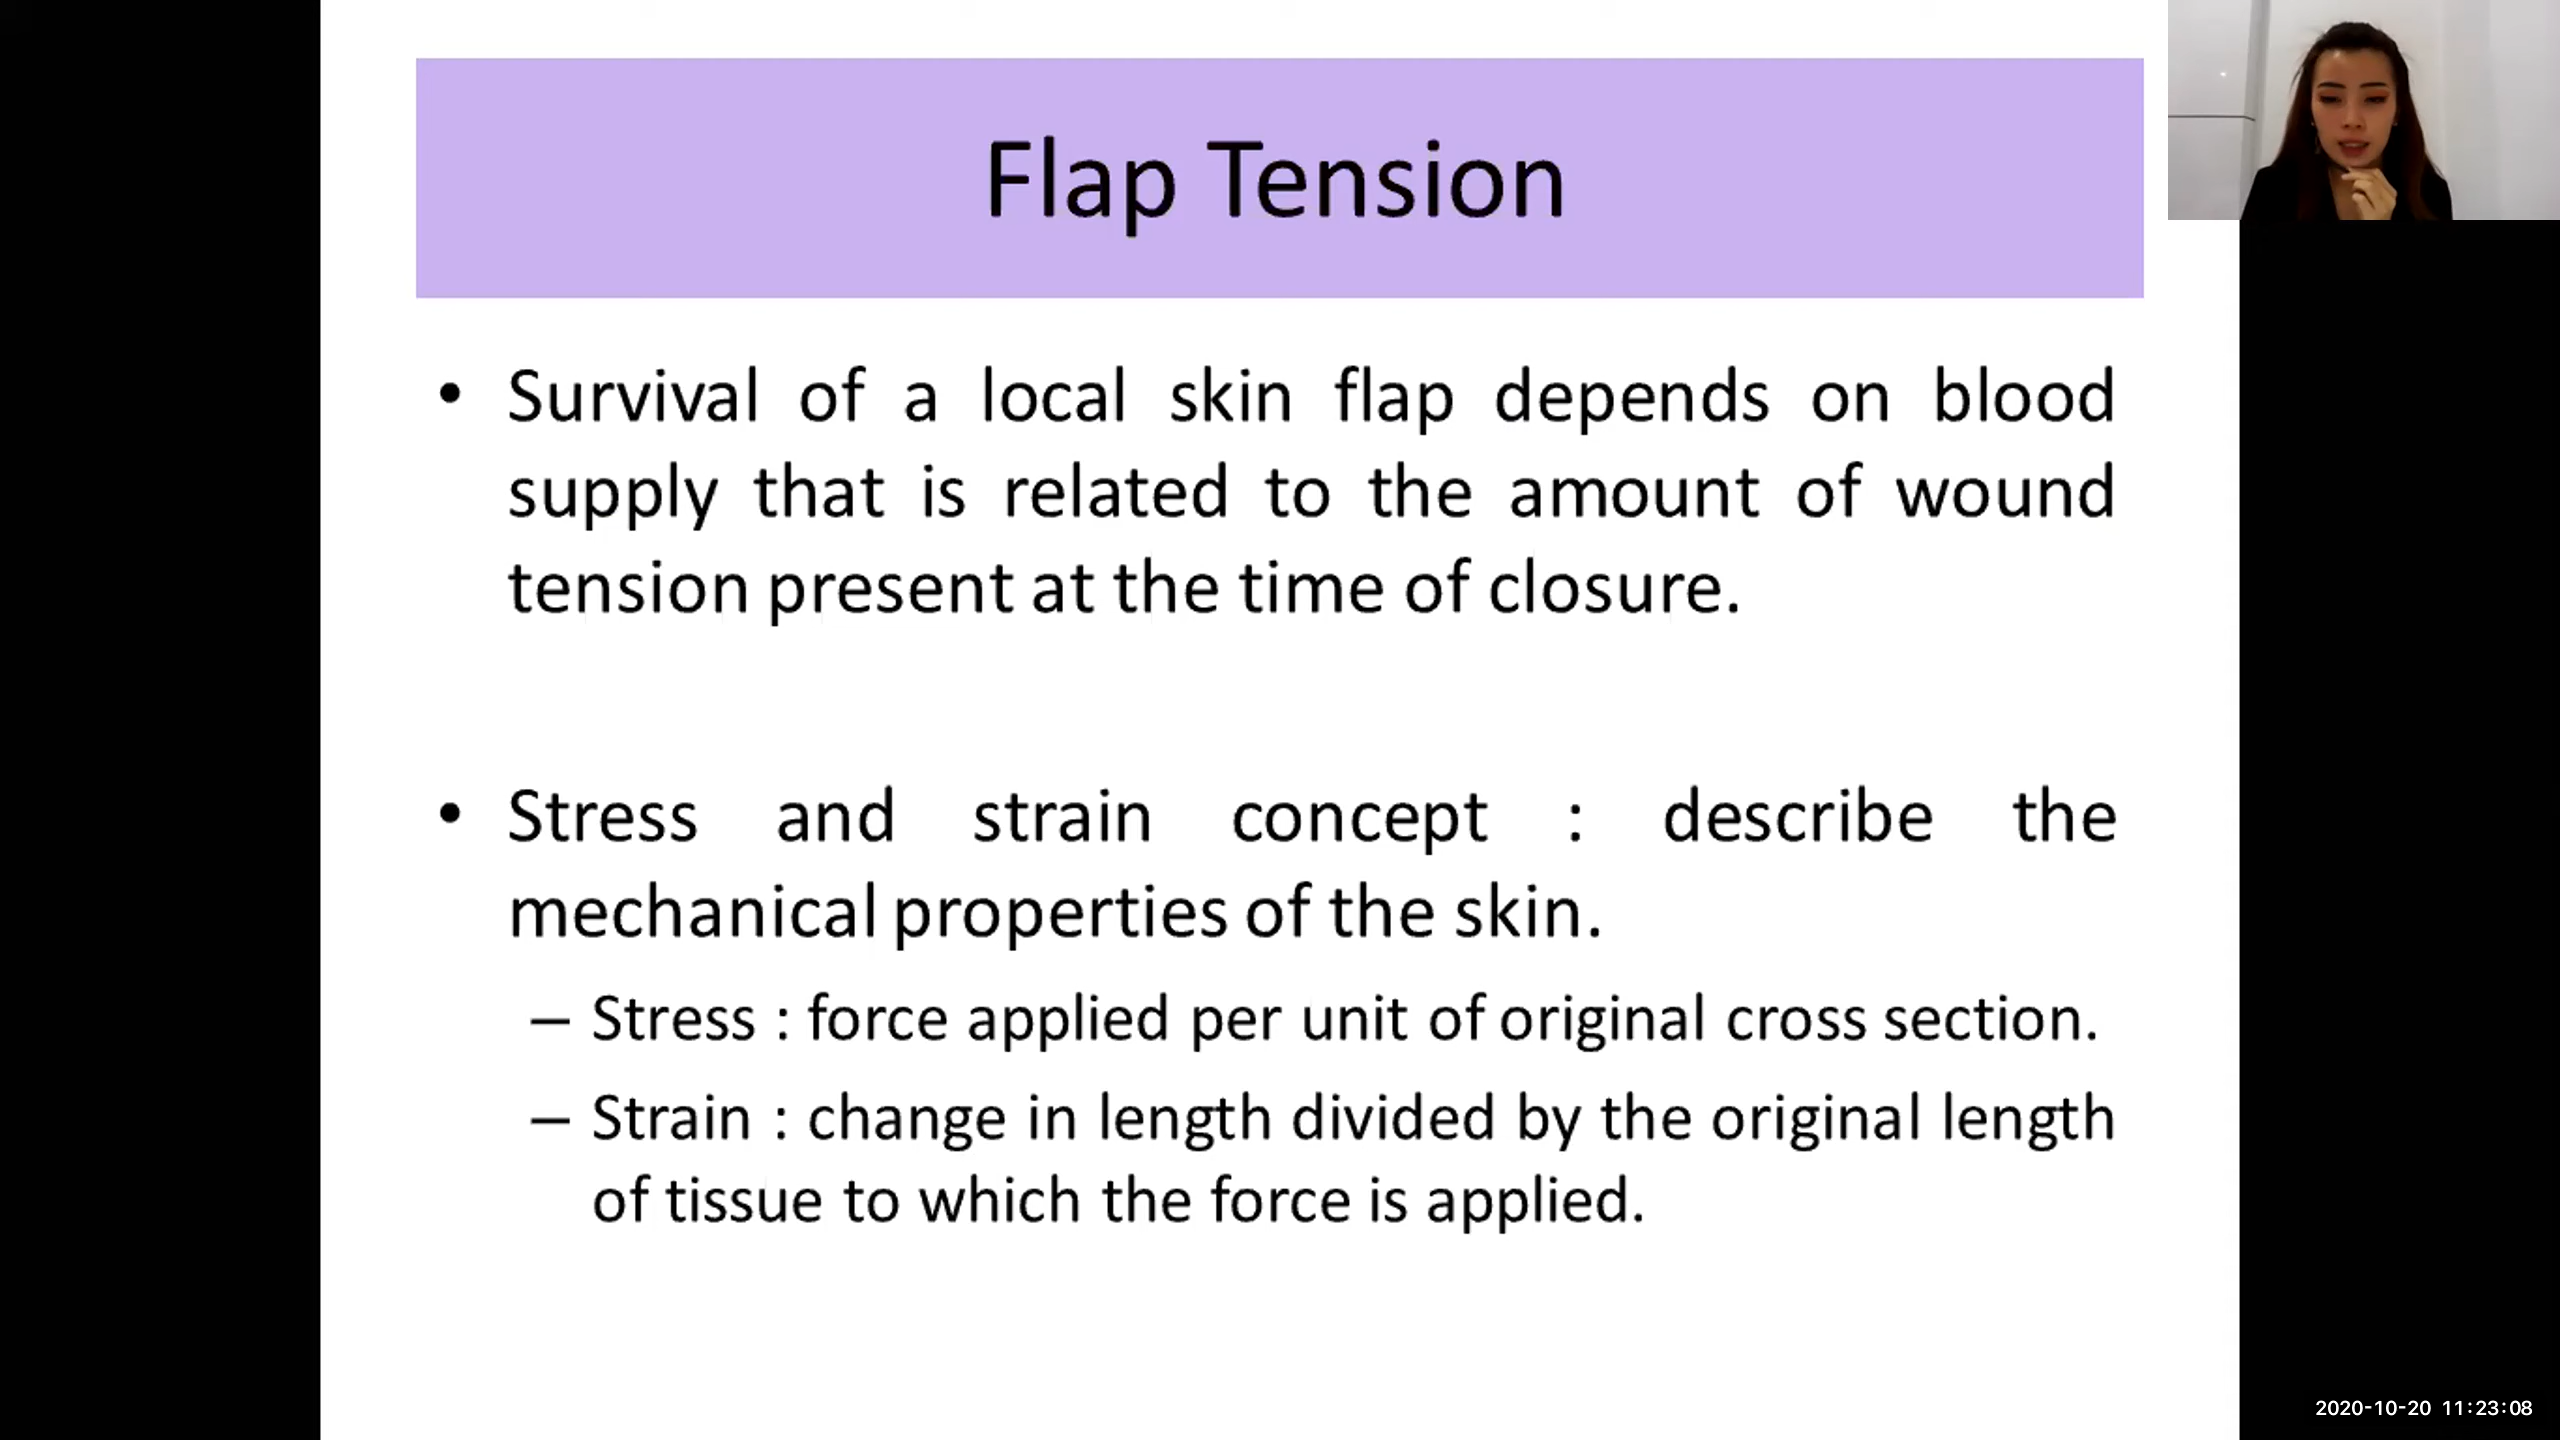 Flap Tension
• Survival of a local skin flap depends on blood
supply that is related to the amount of wound
tension present at the time of closure.
• Stress and strain concept : describe the
mechanical properties of the skin.
– Stress : force applied per unit of original cross section.
– Strain : change in length divided by the original length
of tissue to which the force is applied.
2020-10-20 11:23:08